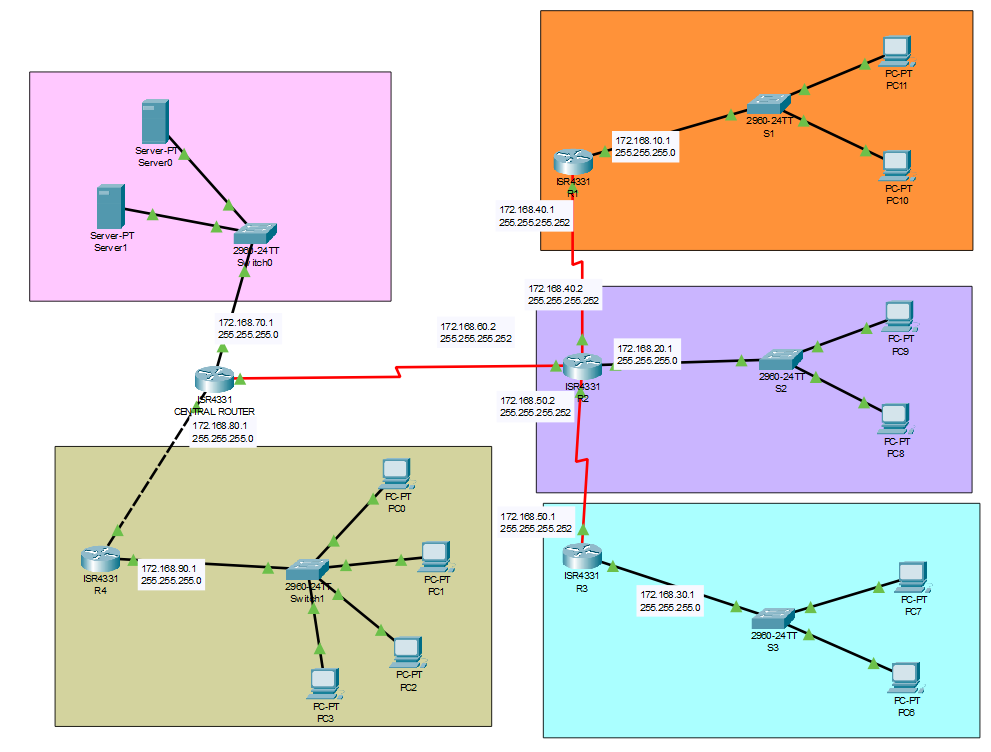 Server-PT
Server0
Server-PT
Server1
2960-24TT
Switch0
172.168.70.1
255.255.255.0
ISR4331
CENTRAL ROUTER
172.168.80.1
255.255.255.0
172.168.60.2
255.255.255.252
ISR4331
R4
172.168.90.1
255.255.255.0
2960-24TT
Switch1
PC-PT
PC0
PC-PT
PC1
PC-PT
PC2
PC-PT
PC3
ISR4331
R1
172.168.10.1
255.255.255.0
2960-24TT
S1
PC-PT
PC11
PC-PT
PC10
172.168.40.1
255.255.255.252
172.168.40.2
255.255.255.252
ISR4331
R2
172.168.20.1
255.255.255.0
2960-24TT
S2
PC-PT
PC9
PC-PT
PC8
172.168.50.2
255.255.255.252
172.168.50.1
255.255.255.252
ISR4331
R3
172.168.30.1
255.255.255.0
2960-24TT
S3
PC-PT
PC7
PC-PT
PC6